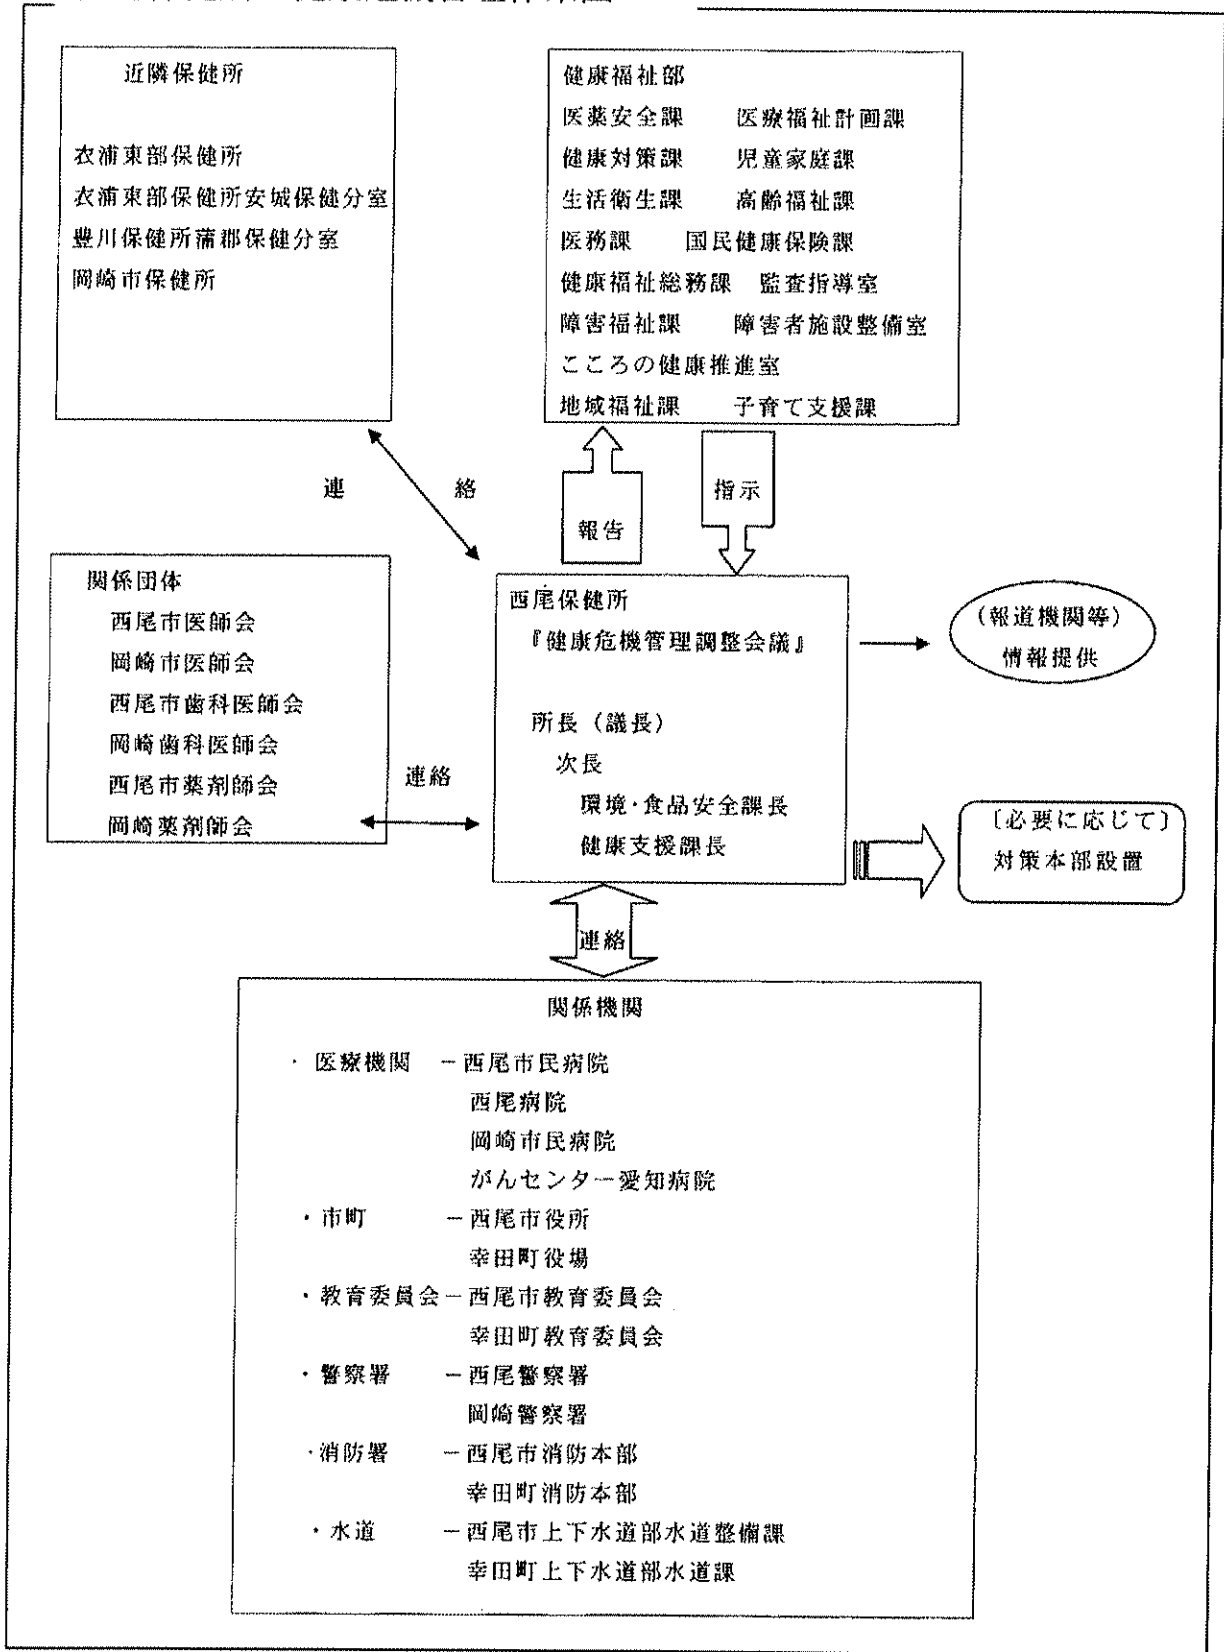 近隣保健所
衣浦東部保健所
衣浦東部保健所安城保健分室
豊川保健所蒲郡保健分室
岡崎市保健所
健康福祉部
医薬安全課 医療福祉計画課
健康対策課 児童家庭課
生活衛生課 高齢福祉課
医務課 国民健康保険課
健康福祉総務課 監査指導室
障害福祉課 障害者施設整備室
こころの健康推進室
地域福祉課 子育て支援課
連 絡
報告
指示
関係団体
西尾市医師会
岡崎市医師会
西尾市歯科医師会
岡崎歯科医師会
西尾市薬剤師会
岡崎薬剤師会
連絡
西尾保健所
『健康危機管理調整会議』
所長（議長）
次長
環境・食品安全課長
健康支援課長
(報道機関等)
情報提供
〔必要に応じて〕
対策本部設置
連絡
関係機関
・医療機関 －西尾市民病院
西尾病院
岡崎市民病院
がんセンター愛知病院
・市町 －西尾市役所
幸田町役場
・教育委員会－西尾市教育委員会
幸田町教育委員会
・警察署 －西尾警察署
岡崎警察署
・消防署 －西尾市消防本部
幸田町消防本部
・水道 －西尾市上下水道部水道整備課
幸田町上下水道部水道課